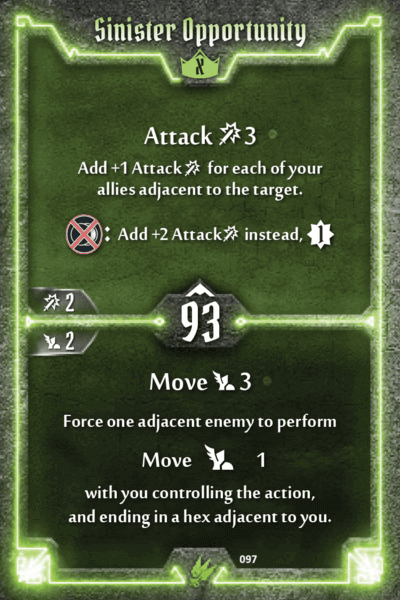 Sinister Opportunity
X
Attack 3
Add +1 Attack for each of your
allies adjacent to the target.
: Add +2 Attack instead, 1
2
93
2
Move 3
Force one adjacent enemy to perform
Move 1
with you controlling the action,
and ending in a hex adjacent to you.
097